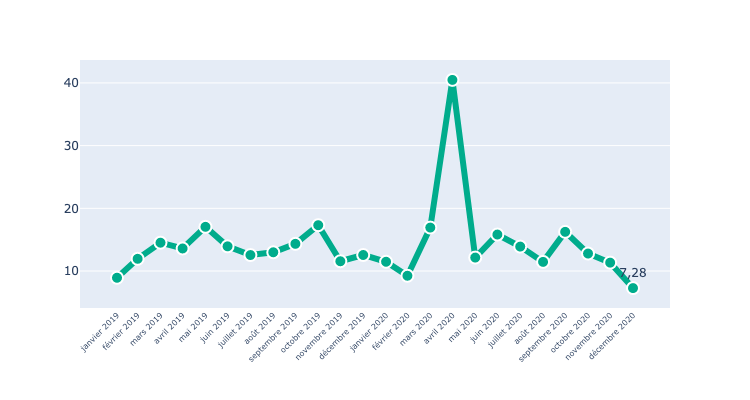 40
30
20
10
7,28
janvier 2019
février 2019
mars 2019
avril 2019
mai 2019
juin 2019
juillet 2019
août 2019
septembre 2019
octobre 2019
novembre 2019
décembre 2019
janvier 2020
février 2020
mars 2020
avril 2020
mai 2020
juin 2020
juillet 2020
août 2020
septembre 2020
octobre 2020
novembre 2020
décembre 2020